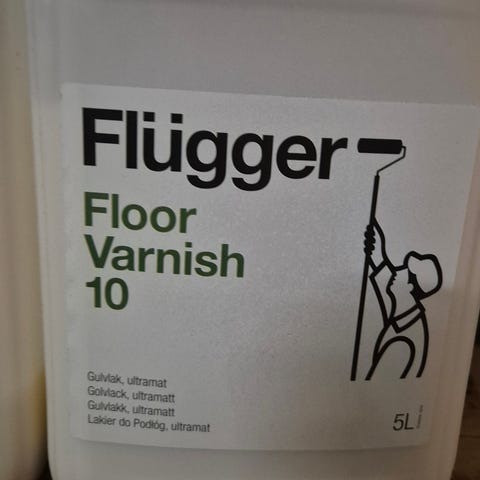 Flügger
Floor
Varnish
10
Gulvlak, ultramat
Golvlack, ultramatt
Gulvlakk, ultramatt
Lakier do Podłóg, ultramat
5L